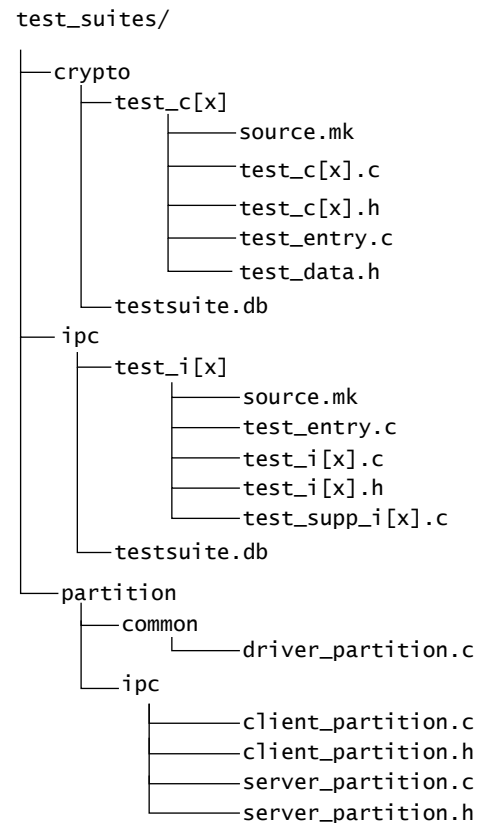 test_suites/
crypto
test_c[x]
source.mk
test_c[x].c
test_c[x].h
test_entry.c
test_data.h
testsuite.db
ipc
test_i[x]
source.mk
test_entry.c
test_i[x].c
test_i[x].h
test_supp_i[x].c
testsuite.db
partition
common
driver_partition.c
ipc
client_partition.c
client_partition.h
server_partition.c
server_partition.h